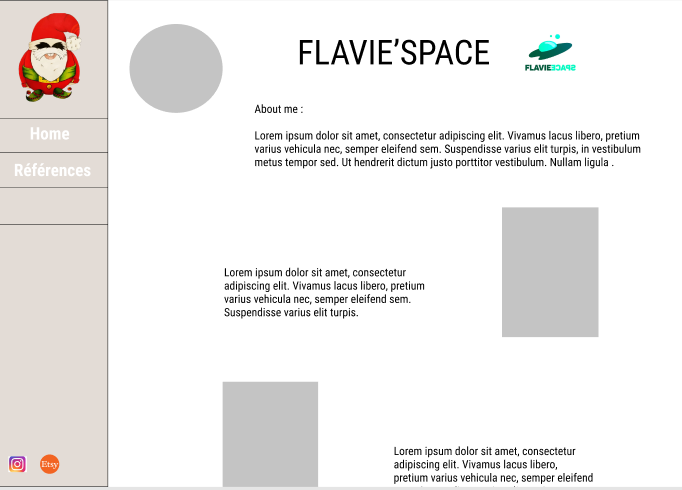 FLAVIE’SPACE
FLAVIESPACE
About me :
Lorem ipsum dolor sit amet, consectetur adipiscing elit. Vivamus lacus libero, pretium
varius vehicula nec, semper eleifend sem. Suspendisse varius elit turpis, in vestibulum
metus tempor sed. Ut hendrerit dictum justo porttitor vestibulum. Nullam ligula .
Home
Références
Lorem ipsum dolor sit amet, consectetur
adipiscing elit. Vivamus lacus libero, pretium
varius vehicula nec, semper eleifend sem.
Suspendisse varius elit turpis.
Lorem ipsum dolor sit amet, consectetur
adipiscing elit. Vivamus lacus libero,
pretium varius vehicula nec, semper eleifend
Etsy